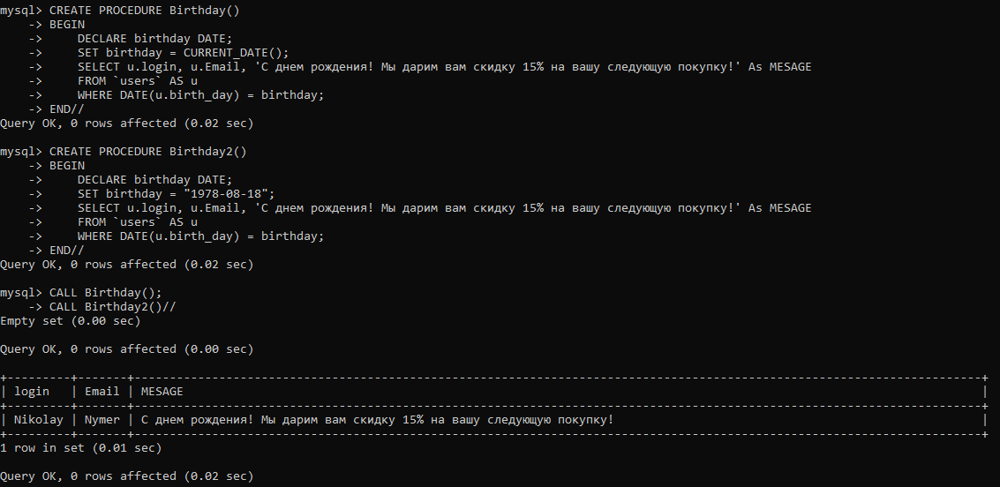 mysql> CREATE PROCEDURE Birthday()
    -> BEGIN
    ->     DECLARE birthday DATE;
    ->     SET birthday = CURRENT_DATE();
    ->     SELECT u.login, u.Email, 'С днем рождения! Мы дарим вам скидку 15% на вашу следующую покупку!' As MESAGE
    ->     FROM `users` AS u
    ->     WHERE DATE(u.birth_day) = birthday;
    -> END//
Query OK, 0 rows affected (0.02 sec)

mysql> CREATE PROCEDURE Birthday2()
    -> BEGIN
    ->     DECLARE birthday DATE;
    ->     SET birthday = "1978-08-18";
    ->     SELECT u.login, u.Email, 'С днем рождения! Мы дарим вам скидку 15% на вашу следующую покупку!' As MESAGE
    ->     FROM `users` AS u
    ->     WHERE DATE(u.birth_day) = birthday;
    -> END//
Query OK, 0 rows affected (0.02 sec)

mysql> CALL Birthday();
    -> CALL Birthday2()//
Empty set (0.00 sec)

Query OK, 0 rows affected (0.00 sec)

| login   | Email | MESAGE |
| Nikolay | Nymer | С днем рождения! Мы дарим вам скидку 15% на вашу следующую покупку! |
1 row in set (0.01 sec)

Query OK, 0 rows affected (0.02 sec)